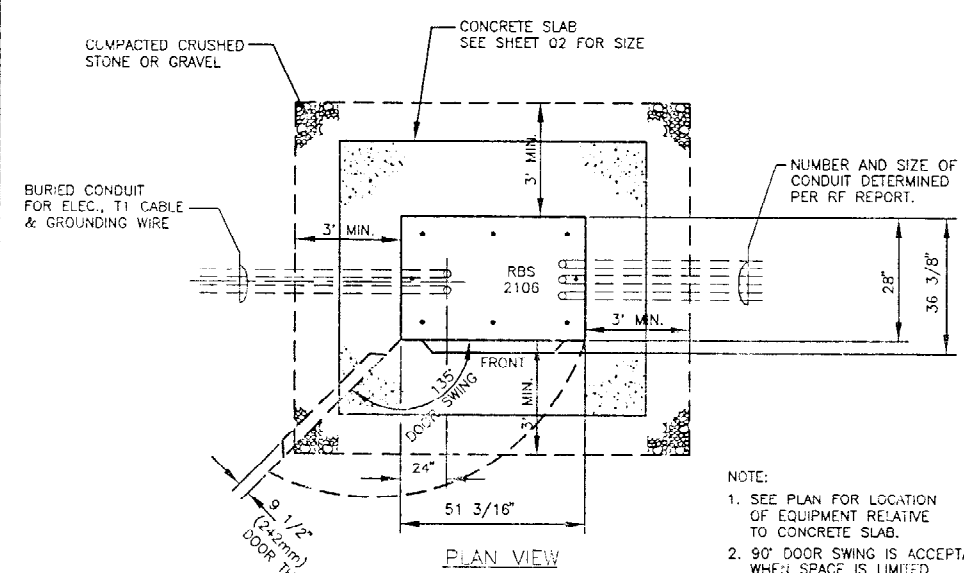 CONCRETE SLAB
SEE SHEET 02 FOR SIZE
COMPACTED CRUSHED
STONE OR GRAVEL
NUMBER AND SIZE OF
CONDUIT DETERMINED
PER RF REPORT.
BURIED CONDUIT
FOR ELEC., T1 CABLE
& GROUNDING WIRE
3' MIN.
3' MIN.
RBS
2106
28"
36 3/8"
3' MIN.
FRONT
135°
DOOR SWING
3' MIN.
24"
51 3/16"
9 1/2"
(242mm)
DOOR
PLAN VIEW
NOTE:
1. SEE PLAN FOR LOCATION
OF EQUIPMENT RELATIVE
TO CONCRETE SLAB.
2. 90° DOOR SWING IS
WHEN SPACE IS LIMITED